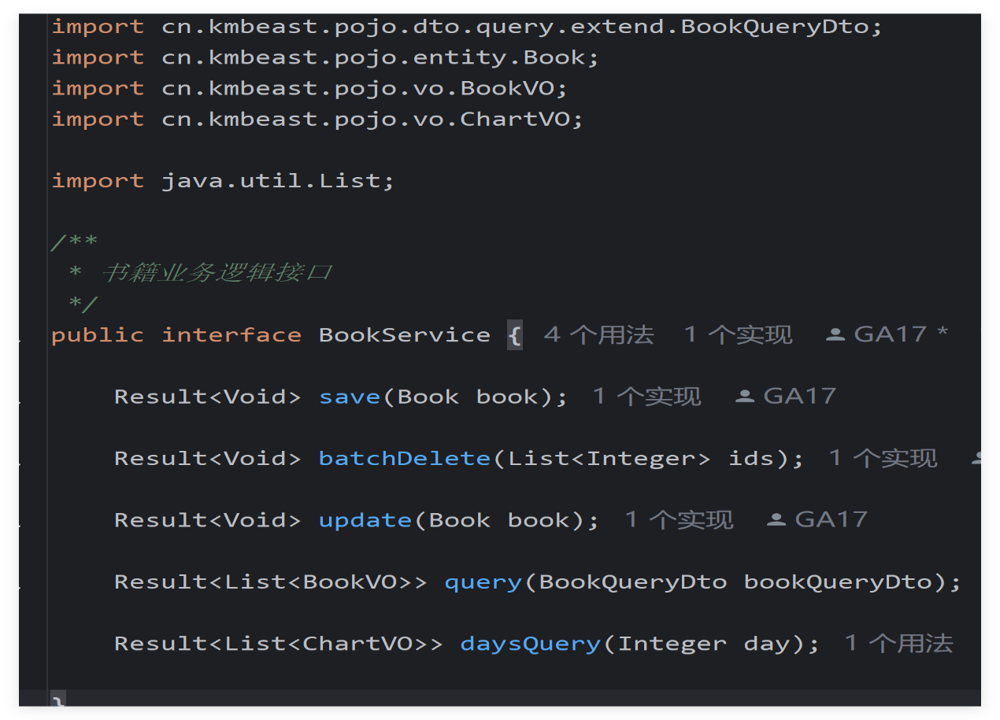 import cn.kmbeast.pojo.dto.query.extend.BookQueryDto;
import cn.kmbeast.pojo.entity.Book;
import cn.kmbeast.pojo.vo.BookVO;
import cn.kmbeast.pojo.vo.ChartVO;
import java.util.List;
/**
* 书籍业务逻辑接口
*/
public interface BookService { 4 个用法 1 个实现 GA17 *
Result<Void> save(Book book); 1 个实现 GA17
Result<Void> batchDelete(List<Integer> ids); 1 个实现
Result<Void> update(Book book); 1 个实现 GA17
Result<List<BookVO>> query(BookQueryDto bookQueryDto);
Result<List<ChartVO>> daysQuery(Integer day); 1 个用法
}